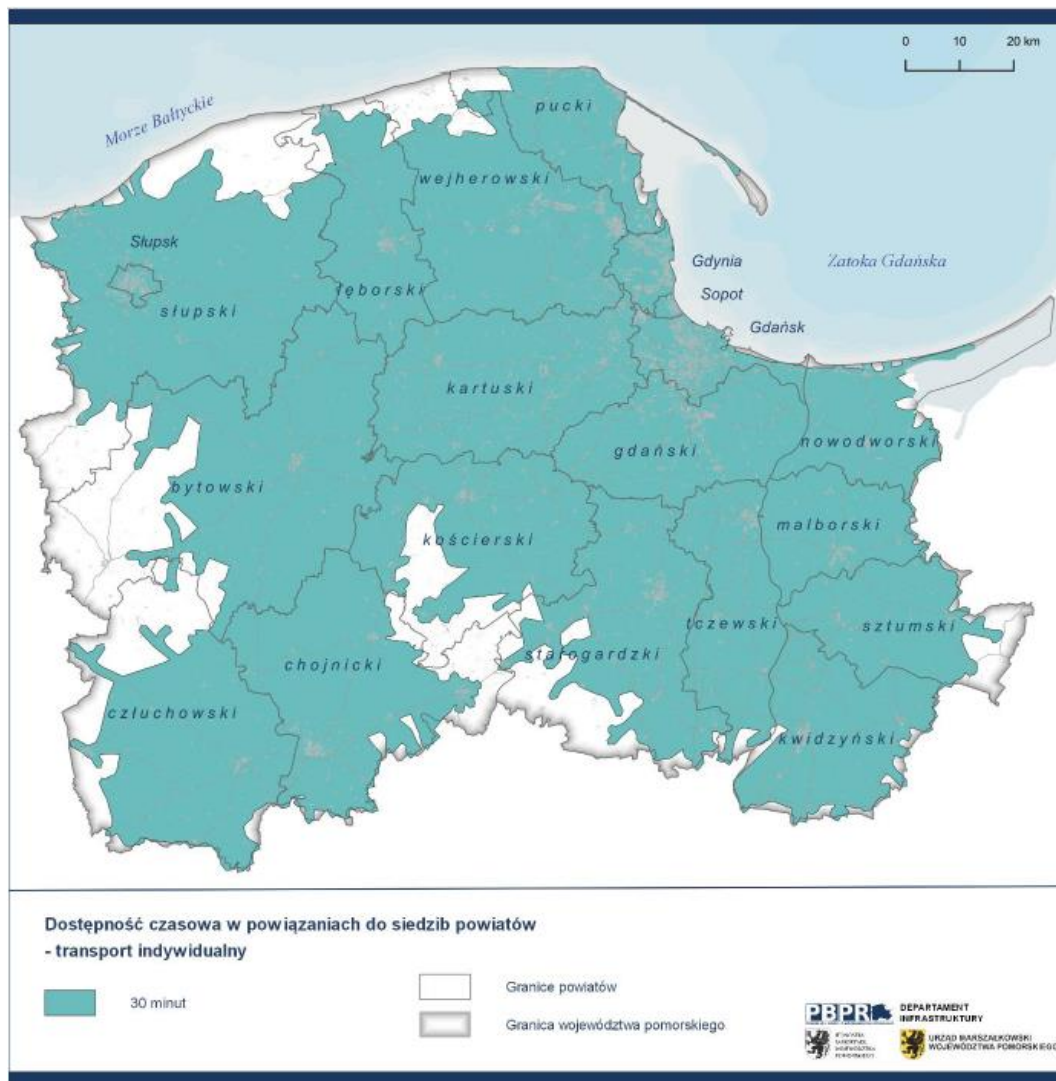 0 10 20 km
Morze Bałtyckie
pucki
wejherowski
Słupsk
Gdynia
Zatoka Gdańska
Sopot
lęborski
słupski
Gdańsk
kartuski
gdański
nowodworski
bytowski
malborski
kościerski
tczewski
sztumski
starogardzki
chojnicki
człuchowski
kwidzyński
Dostępność czasowa w powiązaniach do siedzib powiatów
- transport indywidualny
30 minut
Granice powiatów
Granica województwa pomorskiego
PBPR
DEPARTAMENT
INFRASTRUKTURY
URZĄD MARSZAŁKOWSKI
WOJEWÓDZTWA POMORSKIEGO